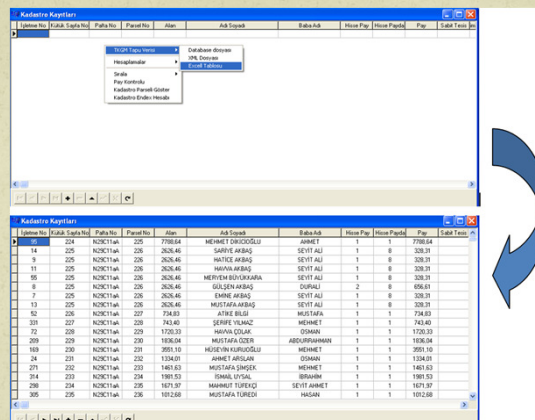 Kadastro Kayıtları
İşletme No Kütük Sayfa No Pafta No Parsel No Alan Adı Soyadı Baba Adı Hisse Pay Hisse Payda Pay Sabit Tesis
TKGM Tapu Verisi
Hesaplamalar
Sırala
Pay Kontrolu
Kadastro Parseli Göster
Kadastro Endex Hesabı
Database dosyası
XML Dosyası
Excell Tablosu
Kadastro Kayıtları
İşletme No Kütük Sayfa No Pafta No Parsel No Alan Adı Soyadı Baba Adı Hisse Pay Hisse Payda Pay Sabit Tesis
95 224 N29C11aA 225 7788,64 MEHMET DİKİCİOĞLU AHMET 1 1 7788,64
14 225 N29C11aA 226 2626,46 SARİYE AKBAŞ SEYİT ALİ 1 8 328,31
9 225 N29C11aA 226 2626,46 HATİCE AKBAŞ SEYİT ALİ 1 8 328,31
11 225 N29C11aA 226 2626,46 HAVVA AKBAŞ SEYİT ALİ 1 8 328,31
55 225 N29C11aA 226 2626,46 MERYEM BÜYÜKKARA SEYİT ALİ 1 8 328,31
8 225 N29C11aA 226 2626,46 GÜLŞEN AKBAŞ DURALİ 2 8 656,61
7 225 N29C11aA 226 2626,46 EMİNE AKBAŞ SEYİT ALİ 1 8 328,31
13 225 N29C11aA 226 2626,46 MUSTAFA AKBAŞ SEYİT ALİ 1 8 328,31
52 226 N29C11aA 227 734,83 ATİKE BİLGİ MUSTAFA 1 1 734,83
331 227 N29C11aA 228 743,40 ŞERİFE YILMAZ MEHMET 1 1 743,40
72 228 N29C11aA 229 1720,33 HAVVA ÇOLAK OSMAN 1 1 1720,33
209 229 N29C11aA 230 1836,04 MUSTAFA ÖZER ABDURRAHMAN 1 1 1836,04
169 230 N29C11aA 231 3551,10 HÜSEYİN KURUOĞLU MEHMET 1 1 3551,10
24 231 N29C11aA 232 1334,01 AHMET ARSLAN OSMAN 1 1 1334,01
271 232 N29C11aA 233 1461,63 MUSTAFA ŞİMŞEK MEHMET 1 1 1461,63
314 233 N29C11aA 234 1981,53 İSMAİL UYSAL İBRAHİM 1 1 1981,53
298 234 N29C11aA 235 1671,97 MAHMUT TÜFEKÇİ SEYİT AHMET 1 1 1671,97
305 235 N29C11aA 236 1012,68 MUSTAFA TÜREDİ HASAN 1 1 1012,68